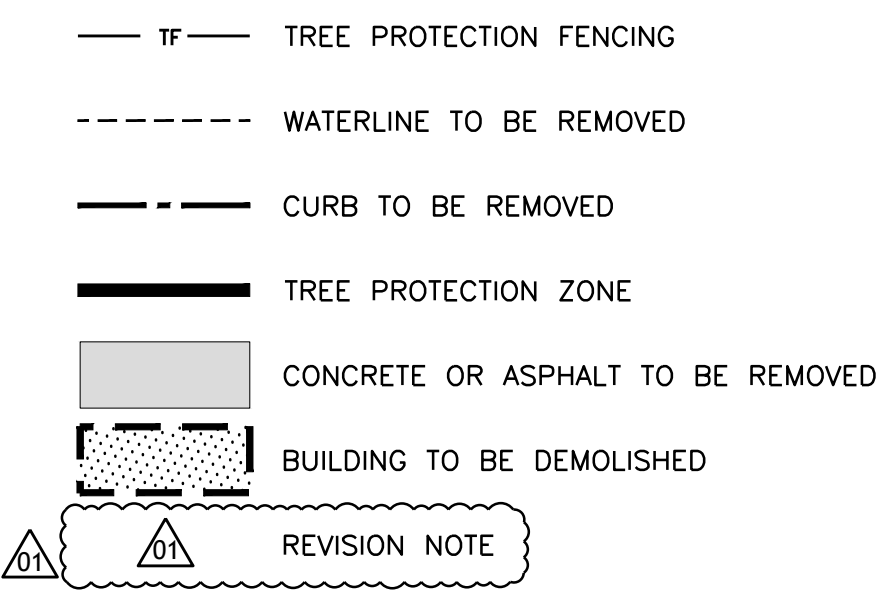 TF TREE PROTECTION FENCING
WATERLINE TO BE REMOVED
CURB TO BE REMOVED
TREE PROTECTION ZONE
CONCRETE OR ASPHALT TO BE REMOVED
BUILDING TO BE DEMOLISHED
01 01 REVISION NOTE